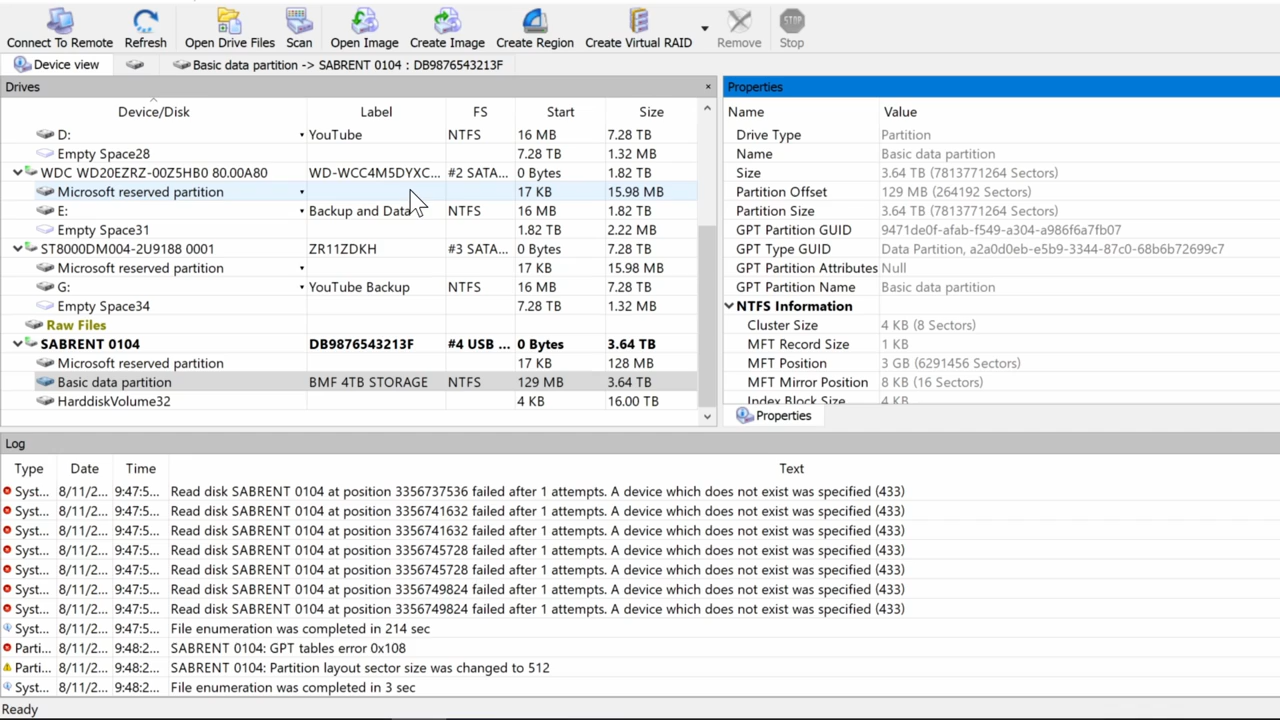 Connect To Remote Refresh Open Drive Files Scan Open Image Create Image Create Region Create Virtual RAID Remove STOP Stop
Device view Basic data partition -> SABRENT 0104 : DB9876543213F
Drives ×
Device/Disk Label FS Start Size
D: YouTube NTFS 16 MB 7.28 TB
Empty Space28 7.28 TB 1.32 MB
WDC WD20EZRZ-00Z5HB0 80.00A80 WD-WCC4M5DYXC... #2 SATA... 0 Bytes 1.82 TB
Microsoft reserved partition 17 KB 15.98 MB
E: Backup and Data NTFS 16 MB 1.82 TB
Empty Space31 1.82 TB 2.22 MB
ST8000DM004-2U9188 0001 ZR11ZDKH #3 SATA... 0 Bytes 7.28 TB
Microsoft reserved partition 17 KB 15.98 MB
G: YouTube Backup NTFS 16 MB 7.28 TB
Empty Space34 7.28 TB 1.32 MB
Raw Files
SABRENT 0104 DB9876543213F #4 USB ... 0 Bytes 3.64 TB
Microsoft reserved partition 17 KB 128 MB
Basic data partition BMF 4TB STORAGE NTFS 129 MB 3.64 TB
HarddiskVolume32 4 KB 16.00 TB
Properties
Name Value
Drive Type Partition
Name Basic data partition
Size 3.64 TB (7813771264 Sectors)
Partition Offset 129 MB (264192 Sectors)
Partition Size 3.64 TB (7813771264 Sectors)
GPT Partition GUID 9471de0f-afab-f549-a304-a986f6a7fb07
GPT Type GUID Data Partition, a2a0d0eb-e5b9-3344-87c0-68b6b72699c7
GPT Partition Attributes Null
GPT Partition Name Basic data partition
NTFS Information
Cluster Size 4 KB (8 Sectors)
MFT Record Size 1 KB
MFT Position 3 GB (6291456 Sectors)
MFT Mirror Position 8 KB (16 Sectors)
Index Block Size 4 KB
Properties
Log
Type Date Time Text
Syst... 8/11/2... 9:47:5... Read disk SABRENT 0104 at position 3356737536 failed after 1 attempts. A device which does not exist was specified (433)
Syst... 8/11/2... 9:47:5... Read disk SABRENT 0104 at position 3356741632 failed after 1 attempts. A device which does not exist was specified (433)
Syst... 8/11/2... 9:47:5... Read disk SABRENT 0104 at position 3356741632 failed after 1 attempts. A device which does not exist was specified (433)
Syst... 8/11/2... 9:47:5... Read disk SABRENT 0104 at position 3356745728 failed after 1 attempts. A device which does not exist was specified (433)
Syst... 8/11/2... 9:47:5... Read disk SABRENT 0104 at position 3356745728 failed after 1 attempts. A device which does not exist was specified (433)
Syst... 8/11/2... 9:47:5... Read disk SABRENT 0104 at position 3356749824 failed after 1 attempts. A device which does not exist was specified (433)
Syst... 8/11/2... 9:47:5... Read disk SABRENT 0104 at position 3356749824 failed after 1 attempts. A device which does not exist was specified (433)
Syst... 8/11/2... 9:47:5... File enumeration was completed in 214 sec
Parti... 8/11/2... 9:48:2... SABRENT 0104: GPT tables error 0x108
Parti... 8/11/2... 9:48:2... SABRENT 0104: Partition layout sector size was changed to 512
Syst... 8/11/2... 9:48:2... File enumeration was completed in 3 sec
Ready